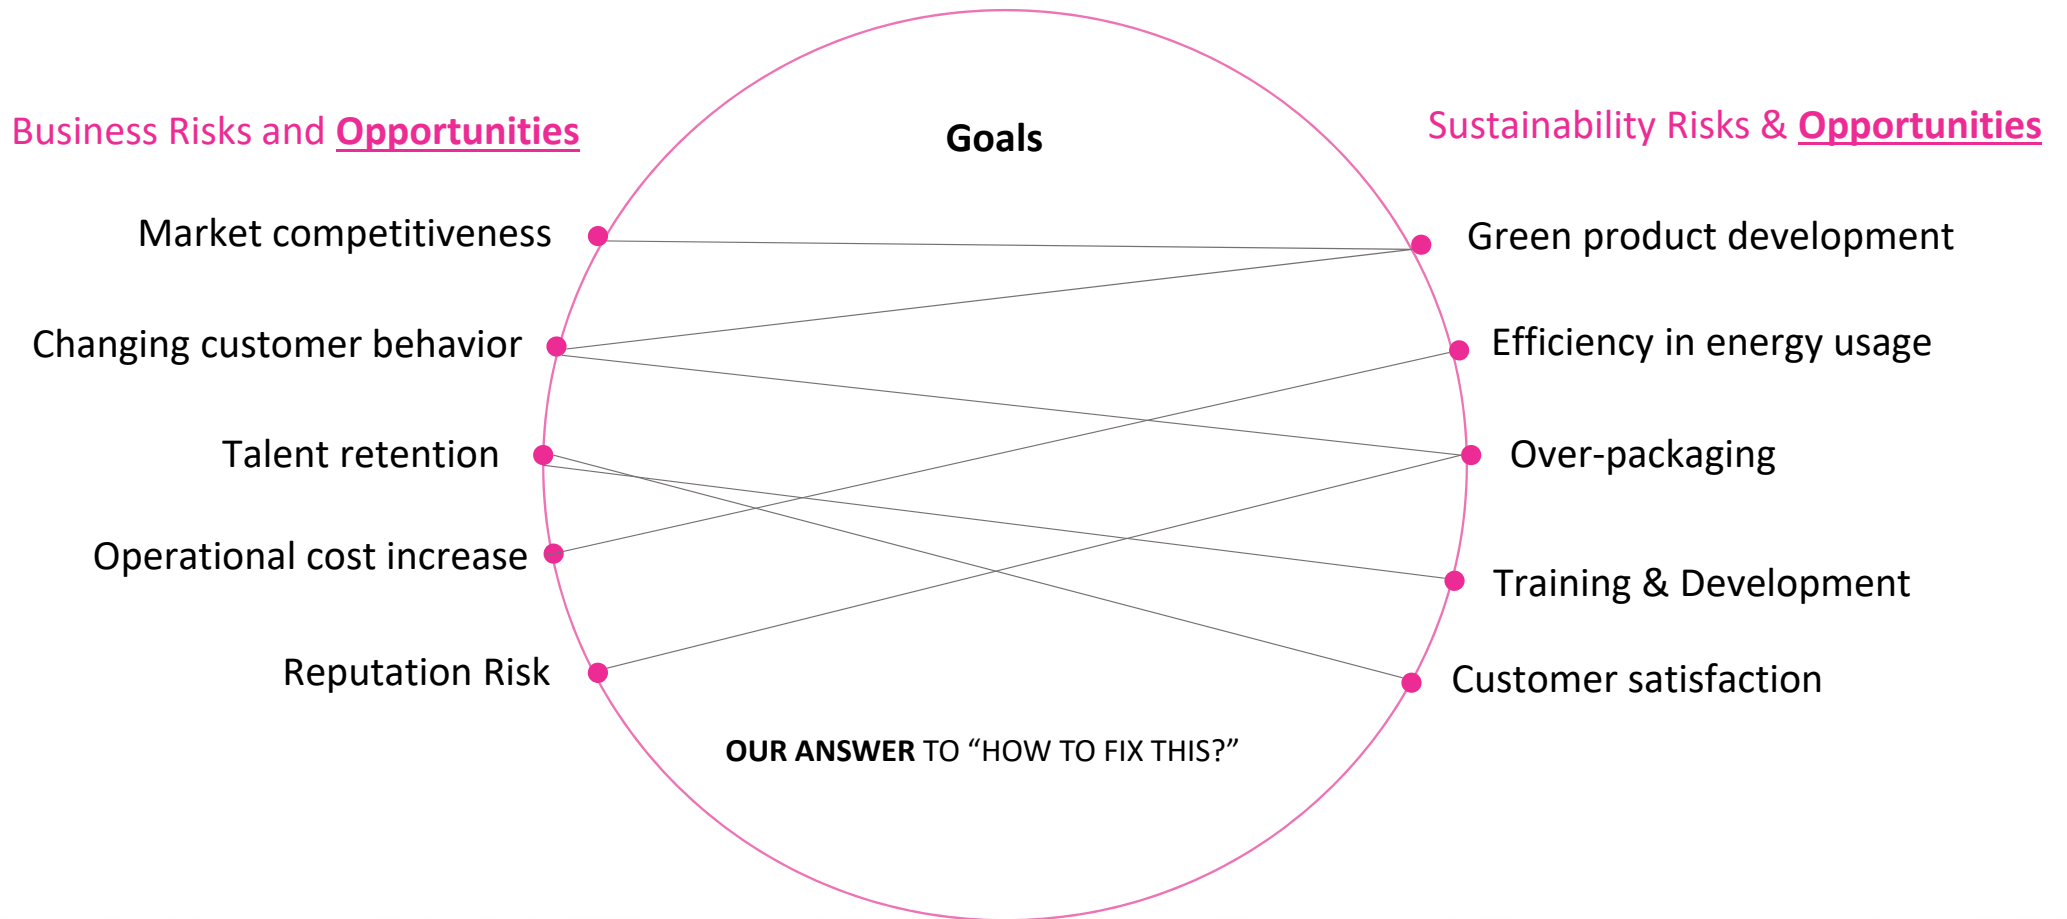 Business Risks and Opportunities
Goals
Sustainability Risks & Opportunities
Market competitiveness
Green product development
Changing customer behavior
Efficiency in energy usage
Talent retention
Over-packaging
Operational cost increase
Training & Development
Reputation Risk
Customer satisfaction
OUR ANSWER TO “HOW TO FIX THIS?”